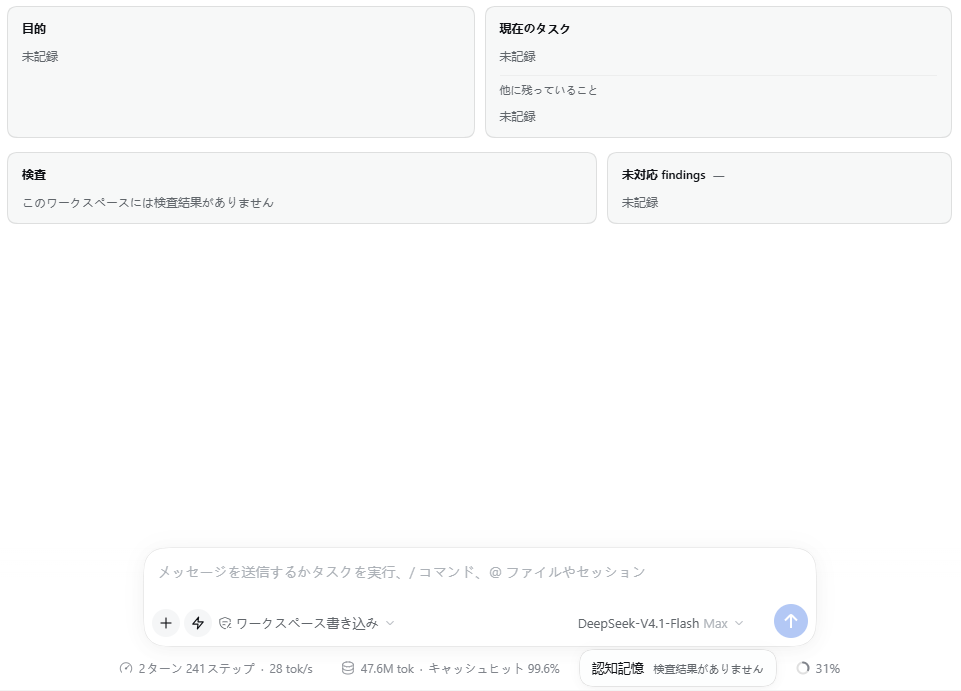 目的
未記録
現在のタスク
未記録
他に残っていること
未記録
検査
このワークスペースには検査結果がありません
未対応 findings —
未記録
メッセージを送信するかタスクを実行、/ コマンド、@ ファイルやセッション
ワークスペース書き込み
DeepSeek-V4.1-Flash Max
2ターン 241ステップ · 28 tok/s
47.6M tok · キャッシュヒット 99.6%
認知記憶 検査結果がありません
31%